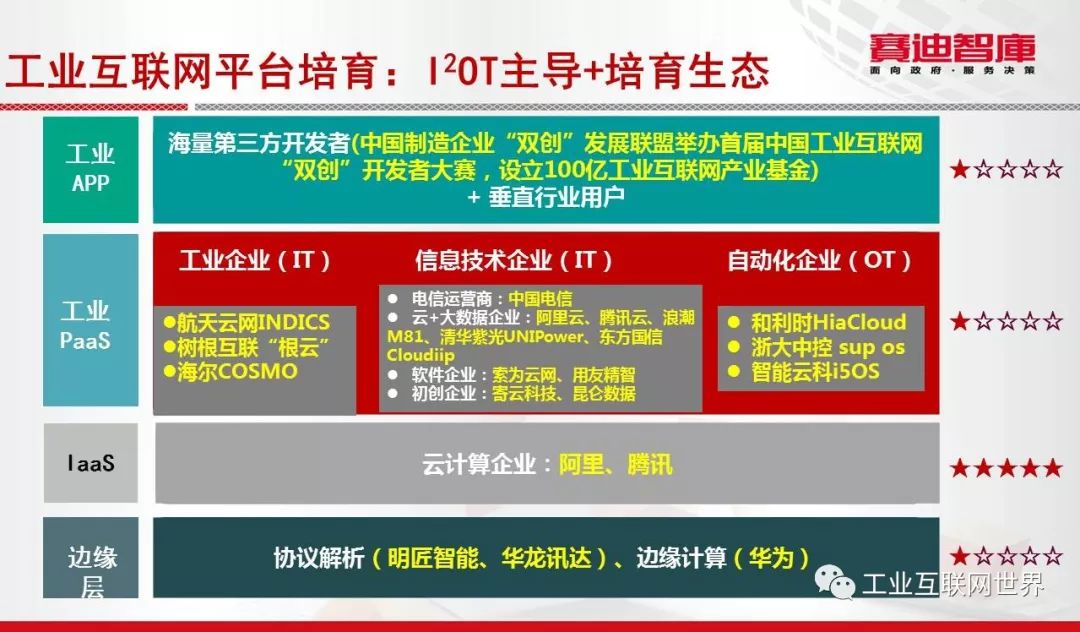 工业互联网平台培育：I²OT主导+培育生态
赛迪智库
面向政府·服务决策
工业
APP
海量第三方开发者(中国制造企业“双创”发展联盟举办首届中国工业互联网
“双创”开发者大赛，设立100亿工业互联网产业基金)
+ 垂直行业用户
★☆☆☆☆
工业
PaaS
工业企业（IT）
●航天云网INDICS
●树根互联“根云”
●海尔COSMO
信息技术企业（IT）
● 电信运营商：中国电信
● 云+大数据企业：阿里云、腾讯云、浪潮
M81、清华紫光UNIPower、东方国信
Cloudiip
● 软件企业：索为云网、用友精智
● 初创企业：寄云科技、昆仑数据
自动化企业（OT）
● 和利时HiaCloud
● 浙大中控 sup os
● 智能云科i5OS
★☆☆☆☆
IaaS
云计算企业：阿里、腾讯
★★★★★
边缘
层
协议解析（明匠智能、华龙讯达）、边缘计算（华为）
★☆☆☆☆
工业互联网世界